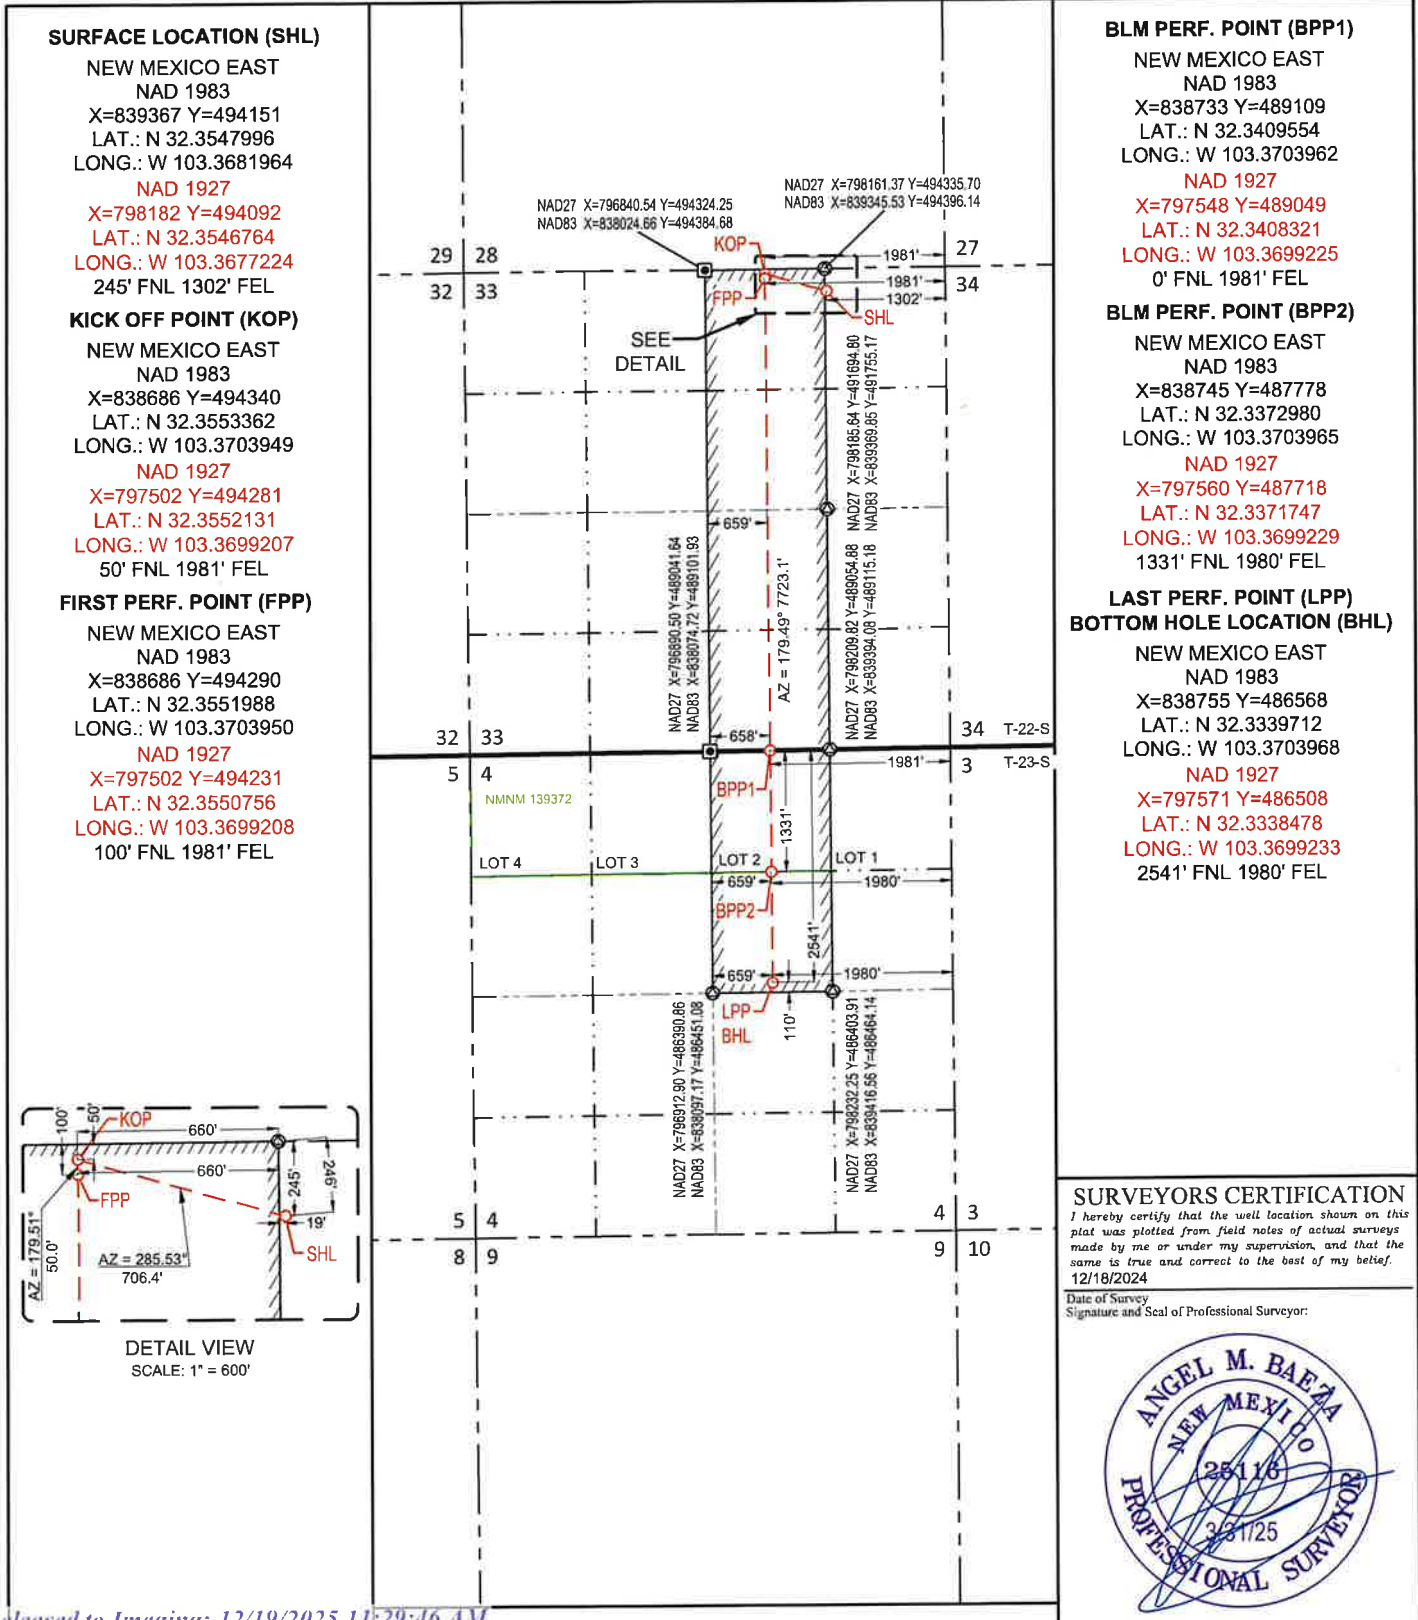 SURFACE LOCATION (SHL)
NEW MEXICO EAST
NAD 1983
X=839367 Y=494151
LAT.: N 32.3547996
LONG.: W 103.3681964
NAD 1927
X=798182 Y=494092
LAT.: N 32.3546764
LONG.: W 103.3677224
245' FNL 1302' FEL
KICK OFF POINT (KOP)
NEW MEXICO EAST
NAD 1983
X=838686 Y=494340
LAT.: N 32.3553362
LONG.: W 103.3703949
NAD 1927
X=797502 Y=494281
LAT.: N 32.3552131
LONG.: W 103.3699207
50' FNL 1981' FEL
FIRST PERF. POINT (FPP)
NEW MEXICO EAST
NAD 1983
X=838686 Y=494290
LAT.: N 32.3551988
LONG.: W 103.3703950
NAD 1927
X=797502 Y=494231
LAT.: N 32.3550756
LONG.: W 103.3699208
100' FNL 1981' FEL
100'
50'
KOP
660'
660'
FPP
245'
246'
19'
SHL
AZ = 179.51°
50.0'
AZ = 285.53°
706.4'
DETAIL VIEW
SCALE: 1" = 600'
NAD27 X=796840.54 Y=494324.25
NAD83 X=838024.66 Y=494384.68
NAD27 X=798161.37 Y=494335.70
NAD83 X=839345.53 Y=494396.14
29 28
32 33
27
34
KOP
FPP
1981'
1981'
1302'
SHL
SEE
DETAIL
NAD27 X=798185.64 Y=491694.80
NAD83 X=839369.85 Y=491755.17
659'
NAD27 X=796890.50 Y=489041.64
NAD83 X=838074.72 Y=489101.93
AZ = 179.49° 7723.1'
NAD27 X=798209.82 Y=489054.88
NAD83 X=839394.08 Y=489115.18
658'
32 33
5 4
34 T-22-S
3 T-23-S
1981'
NMNM 139372
BPP1
1331'
LOT 4
LOT 3
LOT 2
LOT 1
659'
1980'
BPP2
2541'
659'
1980'
LPP
BHL
110'
NAD27 X=796912.90 Y=486390.86
NAD83 X=838097.17 Y=486451.08
NAD27 X=798232.25 Y=486403.91
NAD83 X=839416.56 Y=486464.14
5 4
8 9
4 3
9 10
BLM PERF. POINT (BPP1)
NEW MEXICO EAST
NAD 1983
X=838733 Y=489109
LAT.: N 32.3409554
LONG.: W 103.3703962
NAD 1927
X=797548 Y=489049
LAT.: N 32.3408321
LONG.: W 103.3699225
0' FNL 1981' FEL
BLM PERF. POINT (BPP2)
NEW MEXICO EAST
NAD 1983
X=838745 Y=487778
LAT.: N 32.3372980
LONG.: W 103.3703965
NAD 1927
X=797560 Y=487718
LAT.: N 32.3371747
LONG.: W 103.3699229
1331' FNL 1980' FEL
LAST PERF. POINT (LPP)
BOTTOM HOLE LOCATION (BHL)
NEW MEXICO EAST
NAD 1983
X=838755 Y=486568
LAT.: N 32.3339712
LONG.: W 103.3703968
NAD 1927
X=797571 Y=486508
LAT.: N 32.3338478
LONG.: W 103.3699233
2541' FNL 1980' FEL
SURVEYORS CERTIFICATION
I hereby certify that the well location shown on this
plat was plotted from field notes of actual surveys
made by me or under my supervision, and that the
same is true and correct to the best of my belief.
12/18/2024
Date of Survey
Signature and Seal of Professional Surveyor:
ANGEL M. BAEZA
NEW MEXICO
25116
3/31/25
PROFESSIONAL SURVEYOR
to Imaging: 12/19/2025 11:29:46 AM